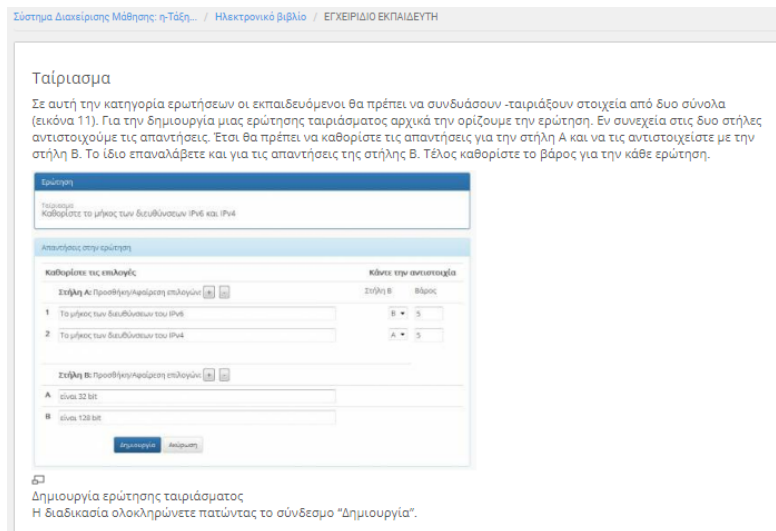 Σύστημα Διαχείρισης Μάθησης: η-Τάξη... / Ηλεκτρονικό βιβλίο / ΕΓΧΕΙΡΙΔΙΟ ΕΚΠΑΙΔΕΥΤΗ
Ταίριασμα
Σε αυτή την κατηγορία ερωτήσεων οι εκπαιδευόμενοι θα πρέπει να συνδυάσουν -ταιριάξουν στοιχεία από δυο σύνολα
(εικόνα 11). Για την δημιουργία μιας ερώτησης ταιριάσματος αρχικά την ορίζουμε την ερώτηση. Εν συνεχεία στις δυο στήλες
αντιστοιχούμε τις απαντήσεις. Έτσι θα πρέπει να καθορίστε τις απαντήσεις για την στήλη Α και να τις αντιστοιχείστε με την
στήλη Β. Το ίδιο επαναλάβετε και για τις απαντήσεις της στήλης Β. Τέλος καθορίστε το βάρος για την κάθε ερώτηση.
Ερώτηση
Ταίριασμα
Καθορίστε το μήκος των διευθύνσεων IPv6 και IPv4
Απαντήσεις στην ερώτηση
Καθορίστε τις επιλογές Κάντε την αντιστοιχία
Στήλη Α: Προσθήκη/Αφαίρεση επιλογών: + - Στήλη Β Βάρος
1 Το μήκος των διευθύνσεων του IPv6 B 5
2 Το μήκος των διευθύνσεων του IPv4 A 5
Στήλη Β: Προσθήκη/Αφαίρεση επιλογών: + -
A είναι 32 bit
B είναι 128 bit
Δημιουργία Ακύρωση
Δημιουργία ερώτησης ταιριάσματος
Η διαδικασία ολοκληρώνετε πατώντας το σύνδεσμο "Δημιουργία".